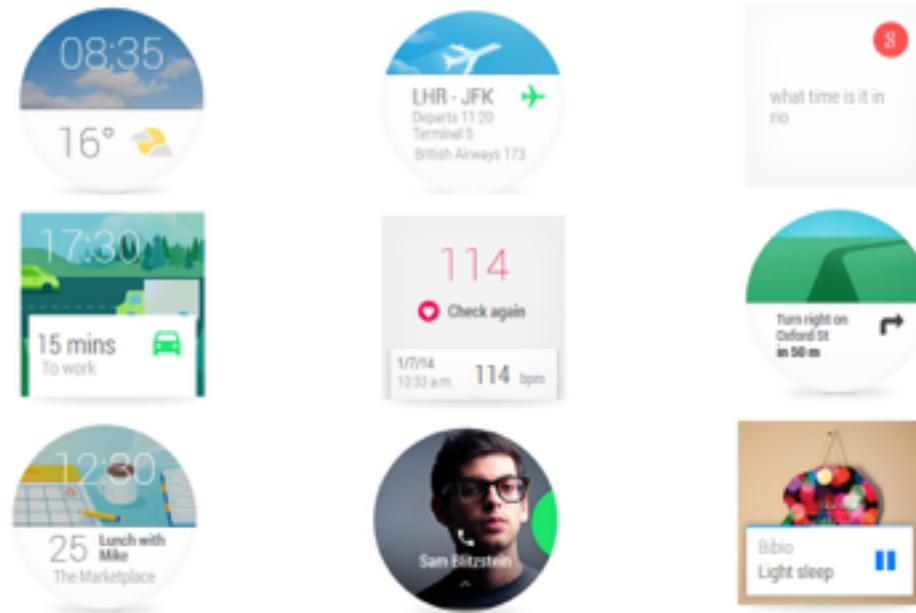 08:35
16°
LHR - JFK
Departs 11 20
Terminal 5
British Airways 173
8
what time is it in
rio
17:30
15 mins
To work
114
Check again
1/7/14
10:33 a.m.
114 bpm
Turn right on
Oxford St
in 50 m
12:30
25 Lunch with
Mike
The Marketplace
Sam Blitzstein
Bibio
Light sleep